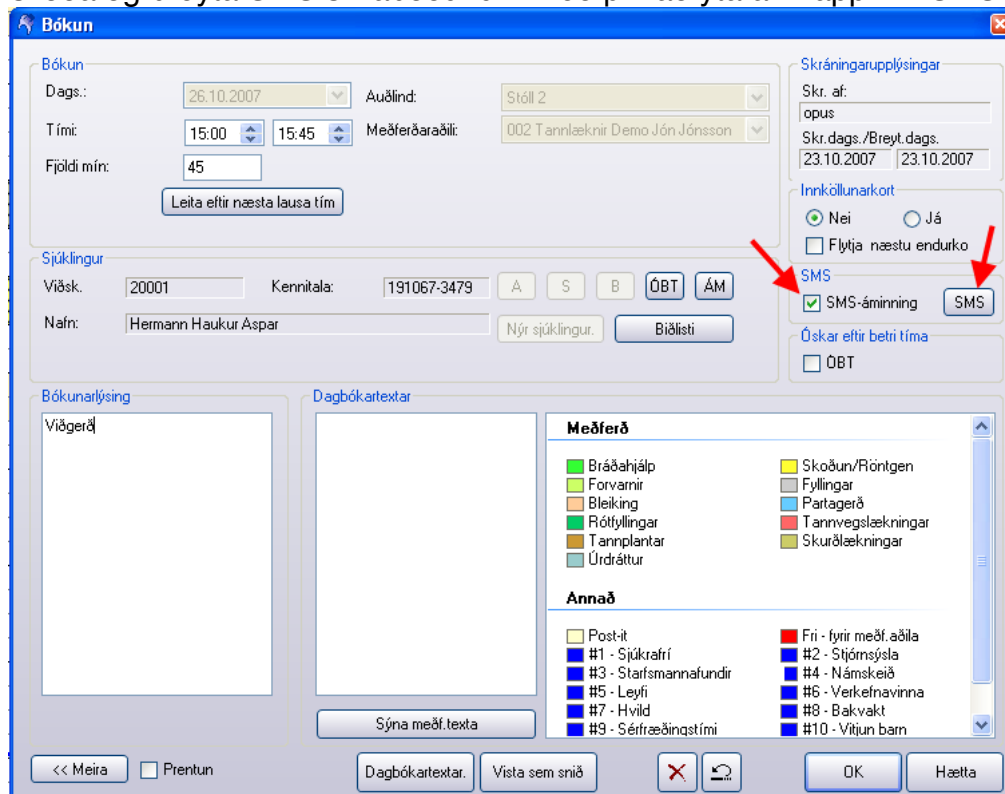 Bókun
Bókun
Dags.:
26.10.2007
Auðlind:
Stóll 2
Tími:
15:00
15:45
Meðferðaraðili:
002 Tannlæknir Demo Jón Jónsson
Fjöldi mín:
45
Leita eftir næsta lausa tím
Skráningarupplýsingar
Skr. af:
opus
Skr.dags./Breyt.dags.
23.10.2007
23.10.2007
Innköllunarkort
Nei
Já
Flytja næstu endurko
Sjúklingur
Viðsk.
20001
Kennitala:
191067-3479
A
S
B
ÓBT
ÁM
Nafn:
Hermann Haukur Aspar
Nýr sjúklingur.
Biðlisti
SMS
SMS-áminning
SMS
Óskar eftir betri tíma
ÓBT
Bókunarlýsing
Viðgerð
Dagbókartextar
Meðferð
Bráðahjálp
Skoðun/Röntgen
Forvarnir
Fyllingar
Bleiking
Partagerð
Rótfyllingar
Tannvegslækningar
Tannplantar
Skurðlækningar
Úrdráttur
Annað
Post-it
Fri - fyrir meðf.aðila
#1 - Sjúkrafrí
#2 - Stjórnsýsla
#3 - Starfsmannafundir
#4 - Námskeið
#5 - Leyfi
#6 - Verkefnavinna
#7 - Hvíld
#8 - Bakvakt
#9 - Sérfræðingstími
#10 - Vitjun barn
Sýna meðf.texta
<< Meira
Prentun
Dagbókartextar.
Vista sem snið
OK
Hætta